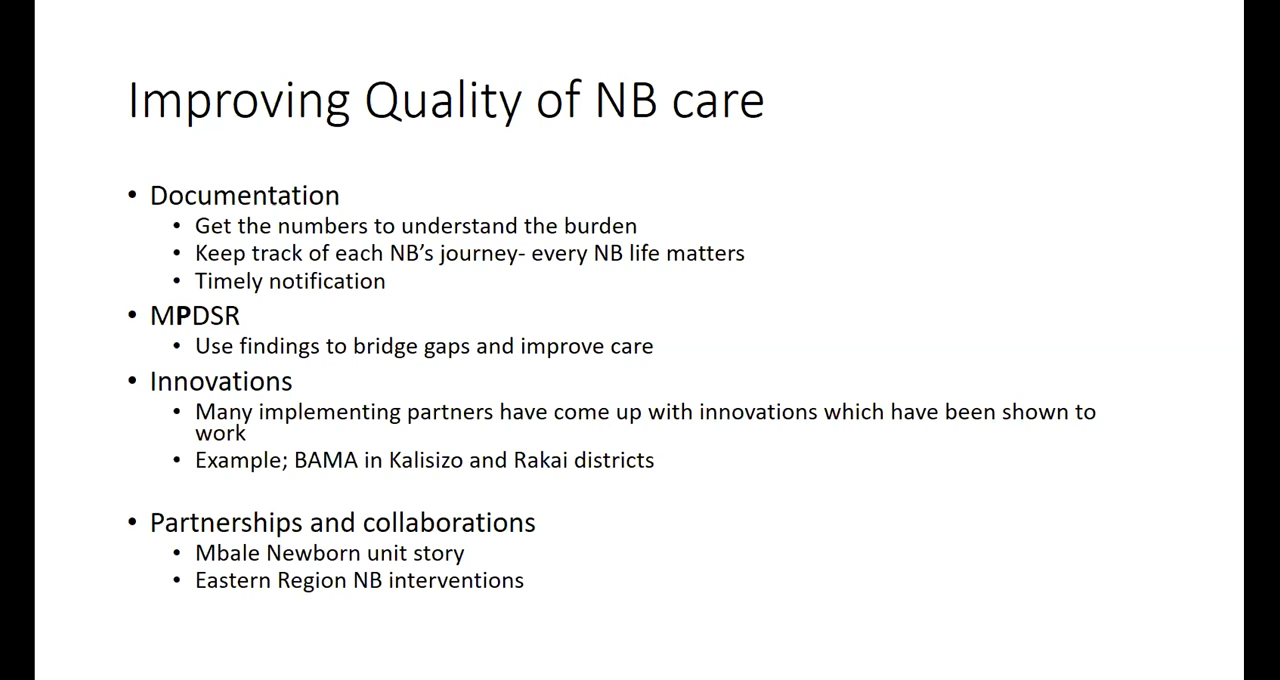 Improving Quality of NB care
• Documentation
• Get the numbers to understand the burden
• Keep track of each NB’s journey- every NB life matters
• Timely notification
• MPDSR
• Use findings to bridge gaps and improve care
• Innovations
• Many implementing partners have come up with innovations which have been shown to
work
• Example; BAMA in Kalisizo and Rakai districts
• Partnerships and collaborations
• Mbale Newborn unit story
• Eastern Region NB interventions